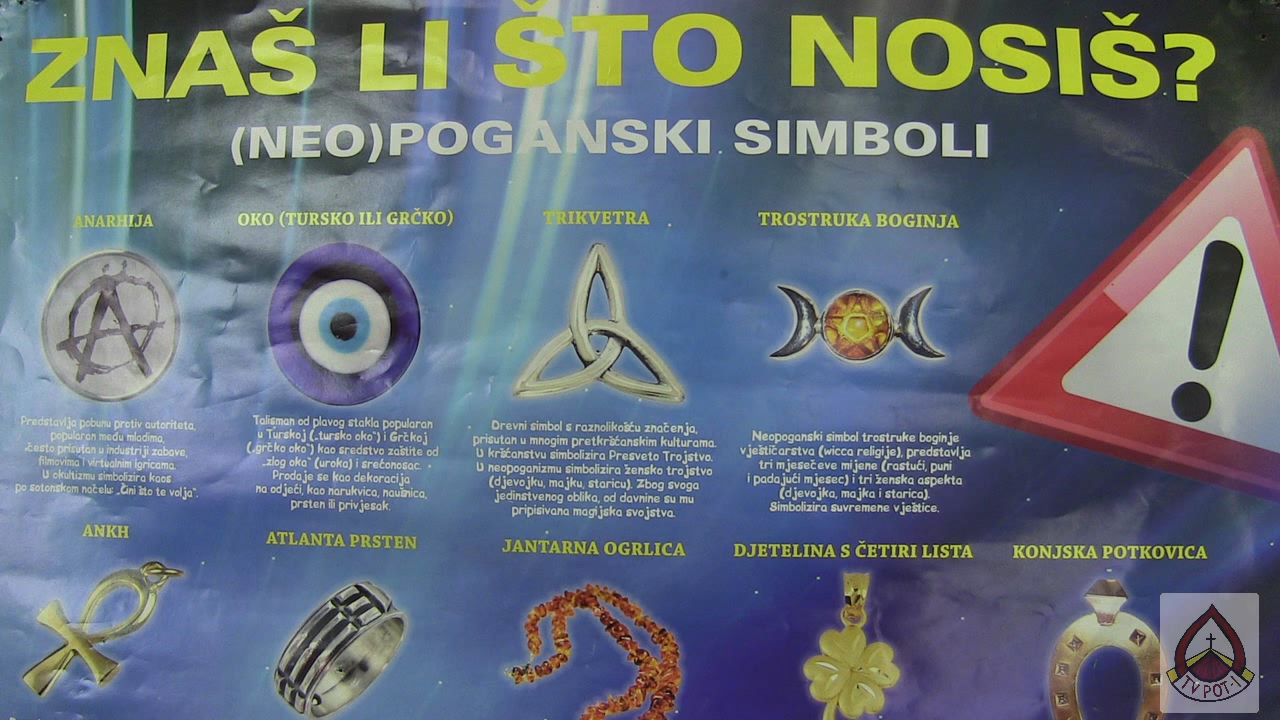 ZNAŠ LI ŠTO NOSIŠ?
(NEO)POGANSKI SIMBOLI
ANARHIJA
Predstavlja pobunu protiv autoriteta,
popularan među mladima,
često prisutan u industriji zabave,
filmovima i virtualnim igricama.
U okultizmu simbolizira kaos
po sotonskom načelu: „Čini što te volja”.
OKO (TURSKO ILI GRČKO)
Talisman od plavog stakla popularan
u Turskoj („tursko oko”) i Grčkoj
(„grčko oko”) kao sredstvo zaštite od
„zlog oka” (uroka) i srećonosac.
Prodaje se kao dekoracija
na odjeći, kao narukvica, naušnica,
prsten ili privjesak.
TRIKVETRA
Drevni simbol s raznolikošću značenja,
prisutan u mnogim pretkršćanskim kulturama.
U kršćanstvu simbolizira Presveto Trojstvo.
U neopoganizmu simbolizira žensko trojstvo
(djevojku, majku, staricu). Zbog svoga
jedinstvenog oblika, od davnine su mu
pripisivana magijska svojstva.
TROSTRUKA BOGINJA
Neopoganski simbol trostruke boginje
vještičarstva (wicca religije), predstavlja
tri mjesečeve mijene (rastući, puni
i padajući mjesec) i tri ženska aspekta
(djevojka, majka i starica).
Simbolizira suvremene vještice.
ANKH
ATLANTA PRSTEN
JANTARNA OGRLICA
DJETELINA S ČETIRI LISTA
KONJSKA POTKOVICA
TV POT-1